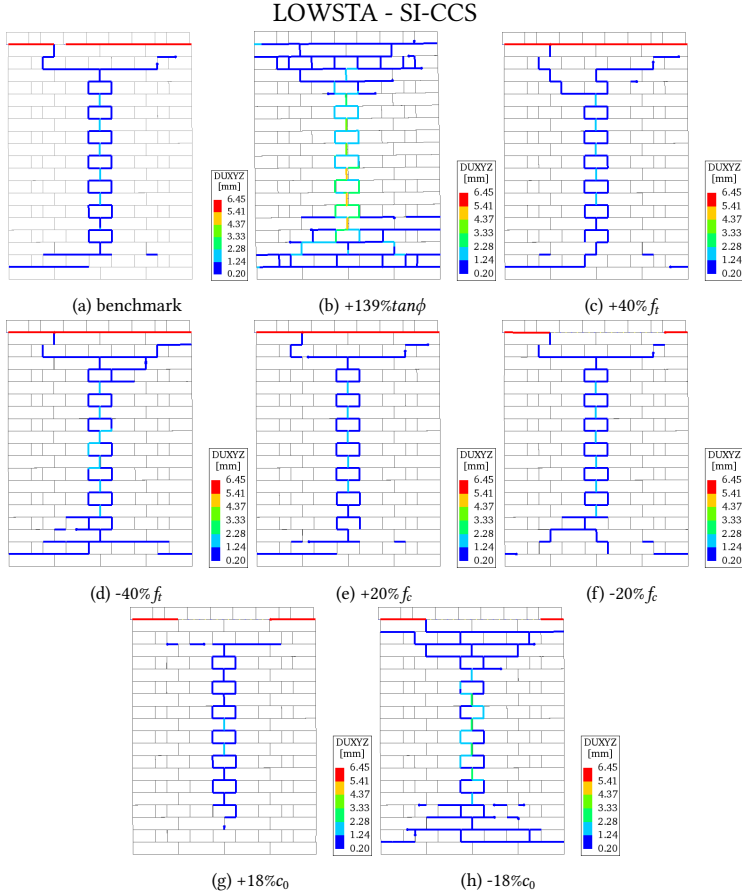 LOWSTA - SI-CCS
DUXYZ
[mm]
6.45
5.41
4.37
3.33
2.28
1.24
0.20
DUXYZ
[mm]
6.45
5.41
4.37
3.33
2.28
1.24
0.20
DUXYZ
[mm]
6.45
5.41
4.37
3.33
2.28
1.24
0.20
(a) benchmark
(b) +139%tanϕ
(c) +40% fₜ
DUXYZ
[mm]
6.45
5.41
4.37
3.33
2.28
1.24
0.20
DUXYZ
[mm]
6.45
5.41
4.37
3.33
2.28
1.24
0.20
DUXYZ
[mm]
6.45
5.41
4.37
3.33
2.28
1.24
0.20
(d) -40% fₜ
(e) +20% f_c
(f) -20% f_c
DUXYZ
[mm]
6.45
5.41
4.37
3.33
2.28
1.24
0.20
DUXYZ
[mm]
6.45
5.41
4.37
3.33
2.28
1.24
0.20
(g) +18%c₀
(h) -18%c₀